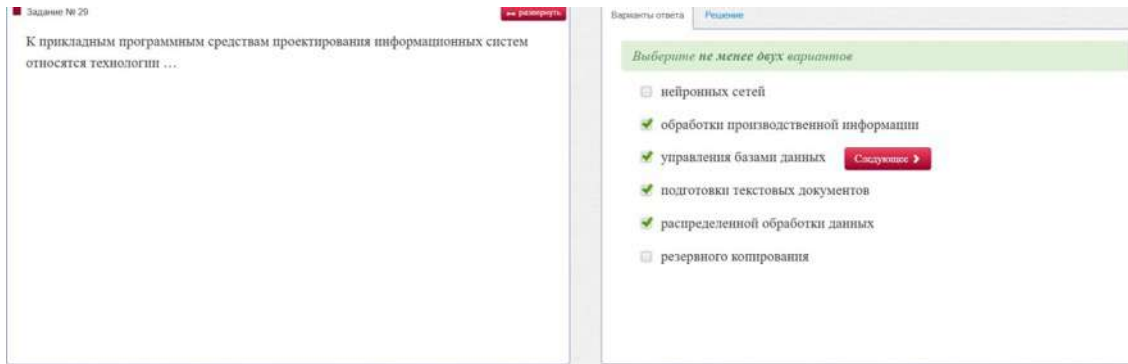 Задание № 29
развернуть
К прикладным программным средствам проектирования информационных систем
относятся технологии …
Варианты ответа
Решение
Выберите не менее двух вариантов
нейронных сетей
обработки производственной информации
управления базами данных
Следующее
подготовки текстовых документов
распределенной обработки данных
резервного копирования